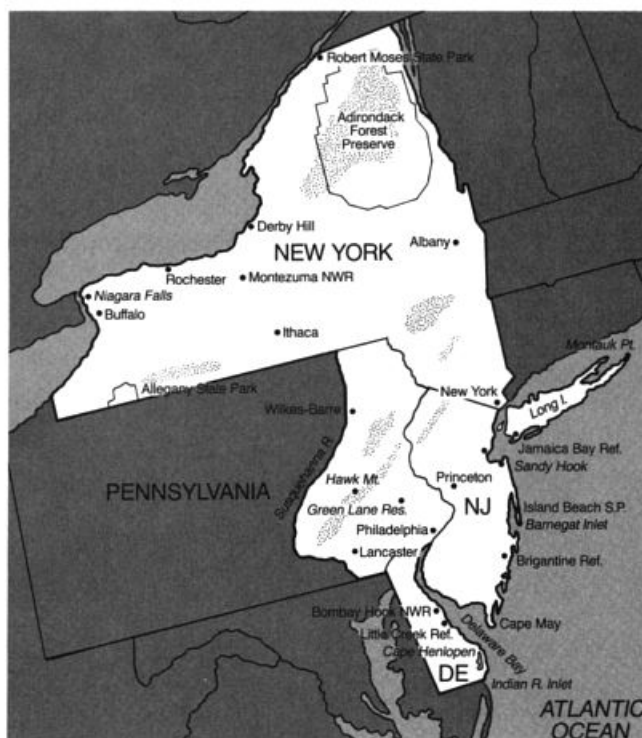 Robert Moses State Park
Adirondack
Forest
Preserve
Derby Hill
NEW YORK
Albany
Rochester
Montezuma NWR
Niagara Falls
Buffalo
Ithaca
Montauk Pt.
Allegany State Park
New York
Long I.
Wilkes-Barre
Jamaica Bay Ref.
Sandy Hook
Susquehanna R.
Hawk Mt.
Princeton
PENNSYLVANIA
Green Lane Res.
NJ
Island Beach S.P.
Barnegat Inlet
Philadelphia
Lancaster
Brigantine Ref.
Bombay Hook NWR
Cape May
Little Creek Ref.
Delaware Bay
Cape Henlopen
DE
Indian R. Inlet
ATLANTIC
OCEAN